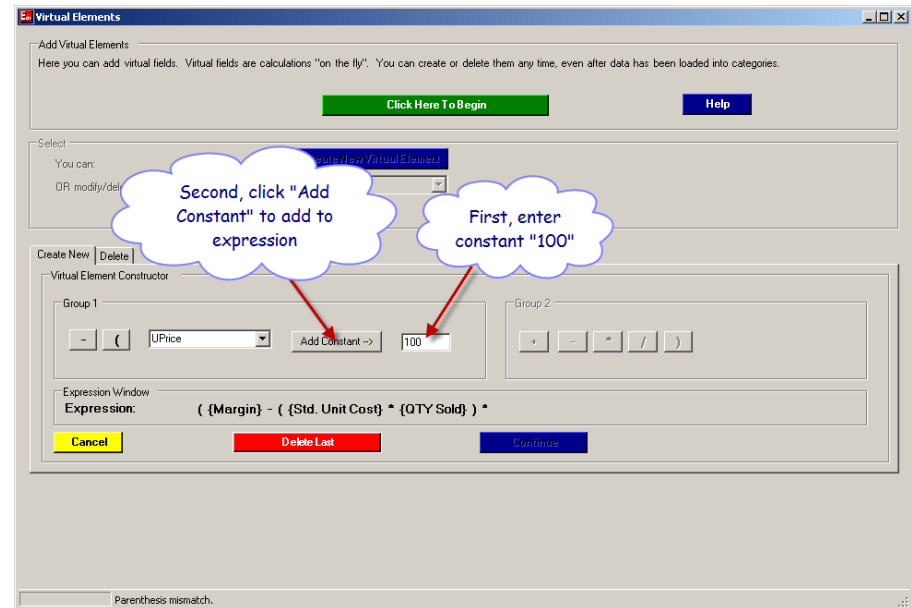 Virtual Elements
Add Virtual Elements
Here you can add virtual fields. Virtual fields are calculations "on the fly". You can create or delete them any time, even after data has been loaded into categories.
Click Here To Begin
Help
Select
You can:
Virtual Element
OR modify/del
Second, click "Add
Constant" to add to
expression
First, enter
constant "100"
Create New
Delete
Virtual Element Constructor
Group 1
Group 2
- ( UPrice Add Constant --> 100 + - * / )
Expression Window
Expression: ( {Margin} - ( {Std. Unit Cost} * {QTY Sold} ) *
Cancel
Delete Last
Continue
Parenthesis mismatch.